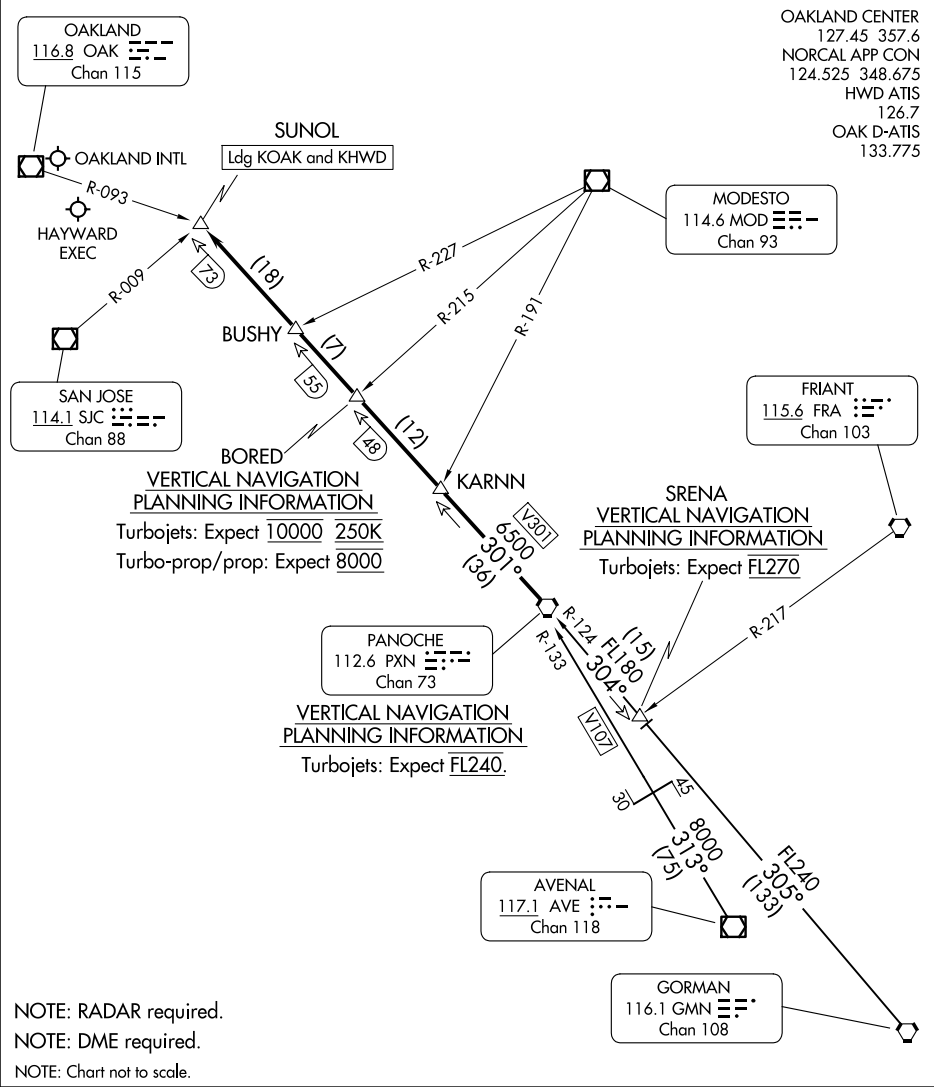 OAKLAND
116.8 OAK
Chan 115
OAKLAND CENTER
127.45 357.6
NORCAL APP CON
124.525 348.675
HWD ATIS
126.7
OAK D-ATIS
133.775
SUNOL
Ldg KOAK and KHWD
OAKLAND INTL
R-093
HAYWARD
EXEC
R-009
73
(18)
MODESTO
114.6 MOD
Chan 93
R-227
R-215
R-191
BUSHY
(7)
55
SAN JOSE
114.1 SJC
Chan 88
FRIANT
115.6 FRA
Chan 103
48
(12)
BORED
VERTICAL NAVIGATION
PLANNING INFORMATION
Turbojets: Expect 10000 250K
Turbo-prop/prop: Expect 8000
KARNN
V301
6500
301°
(36)
SRENA
VERTICAL NAVIGATION
PLANNING INFORMATION
Turbojets: Expect FL270
R-217
PANOCHE
112.6 PXN
Chan 73
VERTICAL NAVIGATION
PLANNING INFORMATION
Turbojets: Expect FL240.
R-124
R-133
(15)
FL180
304°
V107
30
45
8000
313°
(75)
FL240
305°
(133)
AVENAL
117.1 AVE
Chan 118
GORMAN
116.1 GMN
Chan 108
NOTE: RADAR required.
NOTE: DME required.
NOTE: Chart not to scale.